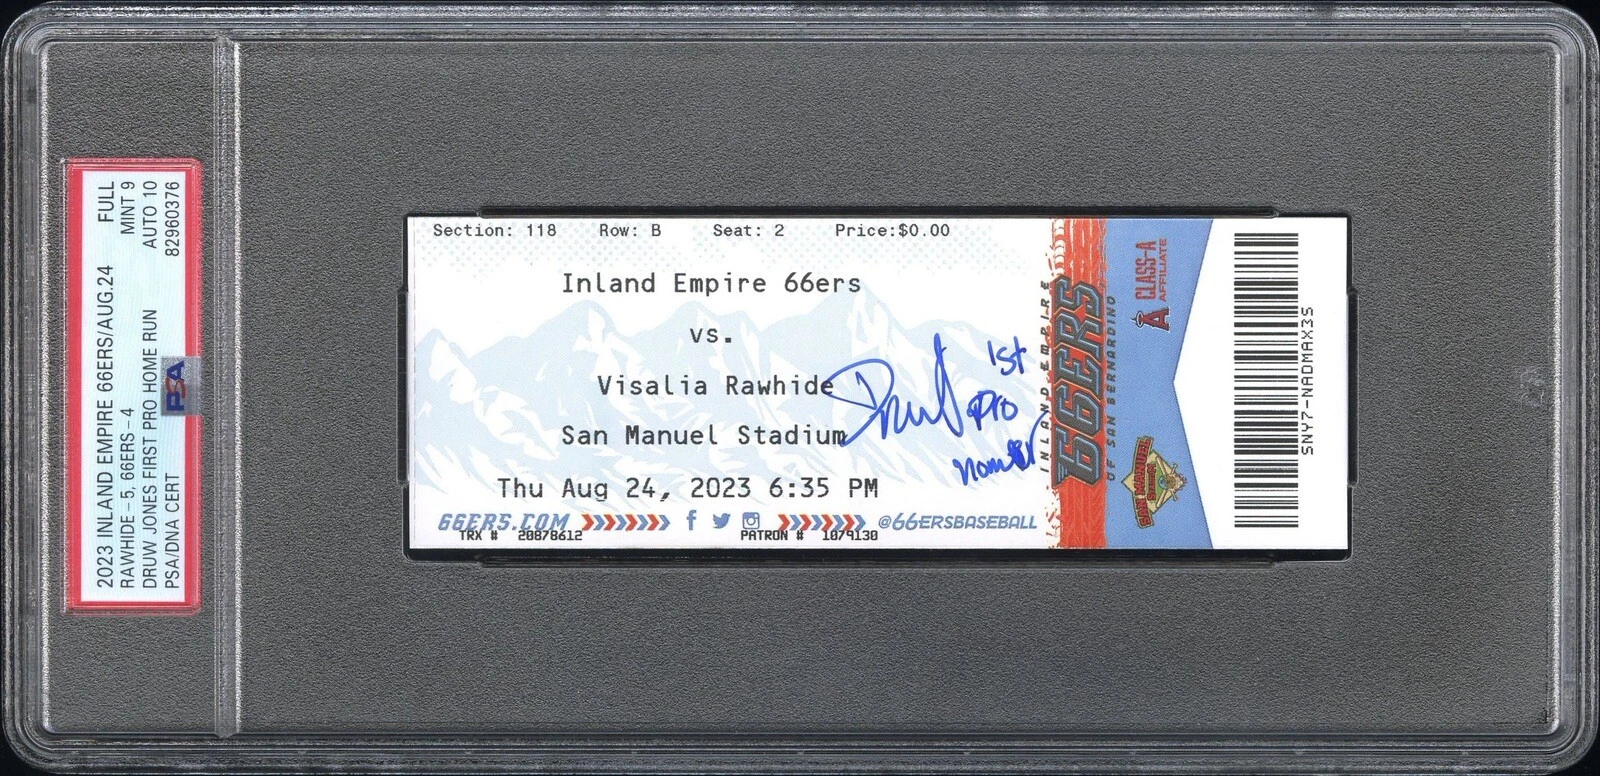 2023 INLAND EMPIRE 66ERS/AUG.24 FULL
RAWHIDE - 5, 66ERS - 4 MINT 9
DRUW JONES FIRST PRO HOME RUN AUTO 10
PSA/DNA CERT 82960376
PSA
Section: 118 Row: B Seat: 2 Price:$0.00
Inland Empire 66ers
vs.
Visalia Rawhide
San Manuel Stadium
Thu Aug 24, 2023 6:35 PM
66ERS.COM @66ERSBASEBALL
TRX # 20878612 PATRON # 1079130
1st
Pro
INLAND EMPIRE
66ERS
OF SAN BERNARDINO
A CLASS-A
AFFILIATE
SAN MANUEL
STADIUM
SNY7-NADMAX3S